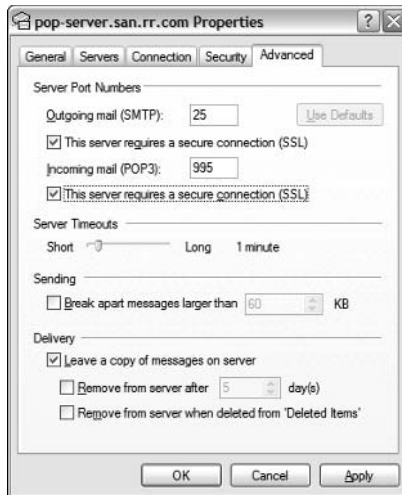 pop-server.san.rr.com Properties ?
General Servers Connection Security Advanced
Server Port Numbers
Outgoing mail (SMTP): 25 Use Defaults
This server requires a secure connection (SSL)
Incoming mail (POP3): 995
This server requires a secure connection (SSL)
Server Timeouts
Short Long 1 minute
Sending
Break apart messages larger than 60 KB
Delivery
Leave a copy of messages on server
Remove from server after 5 day(s)
Remove from server when deleted from 'Deleted Items'
OK Cancel Apply